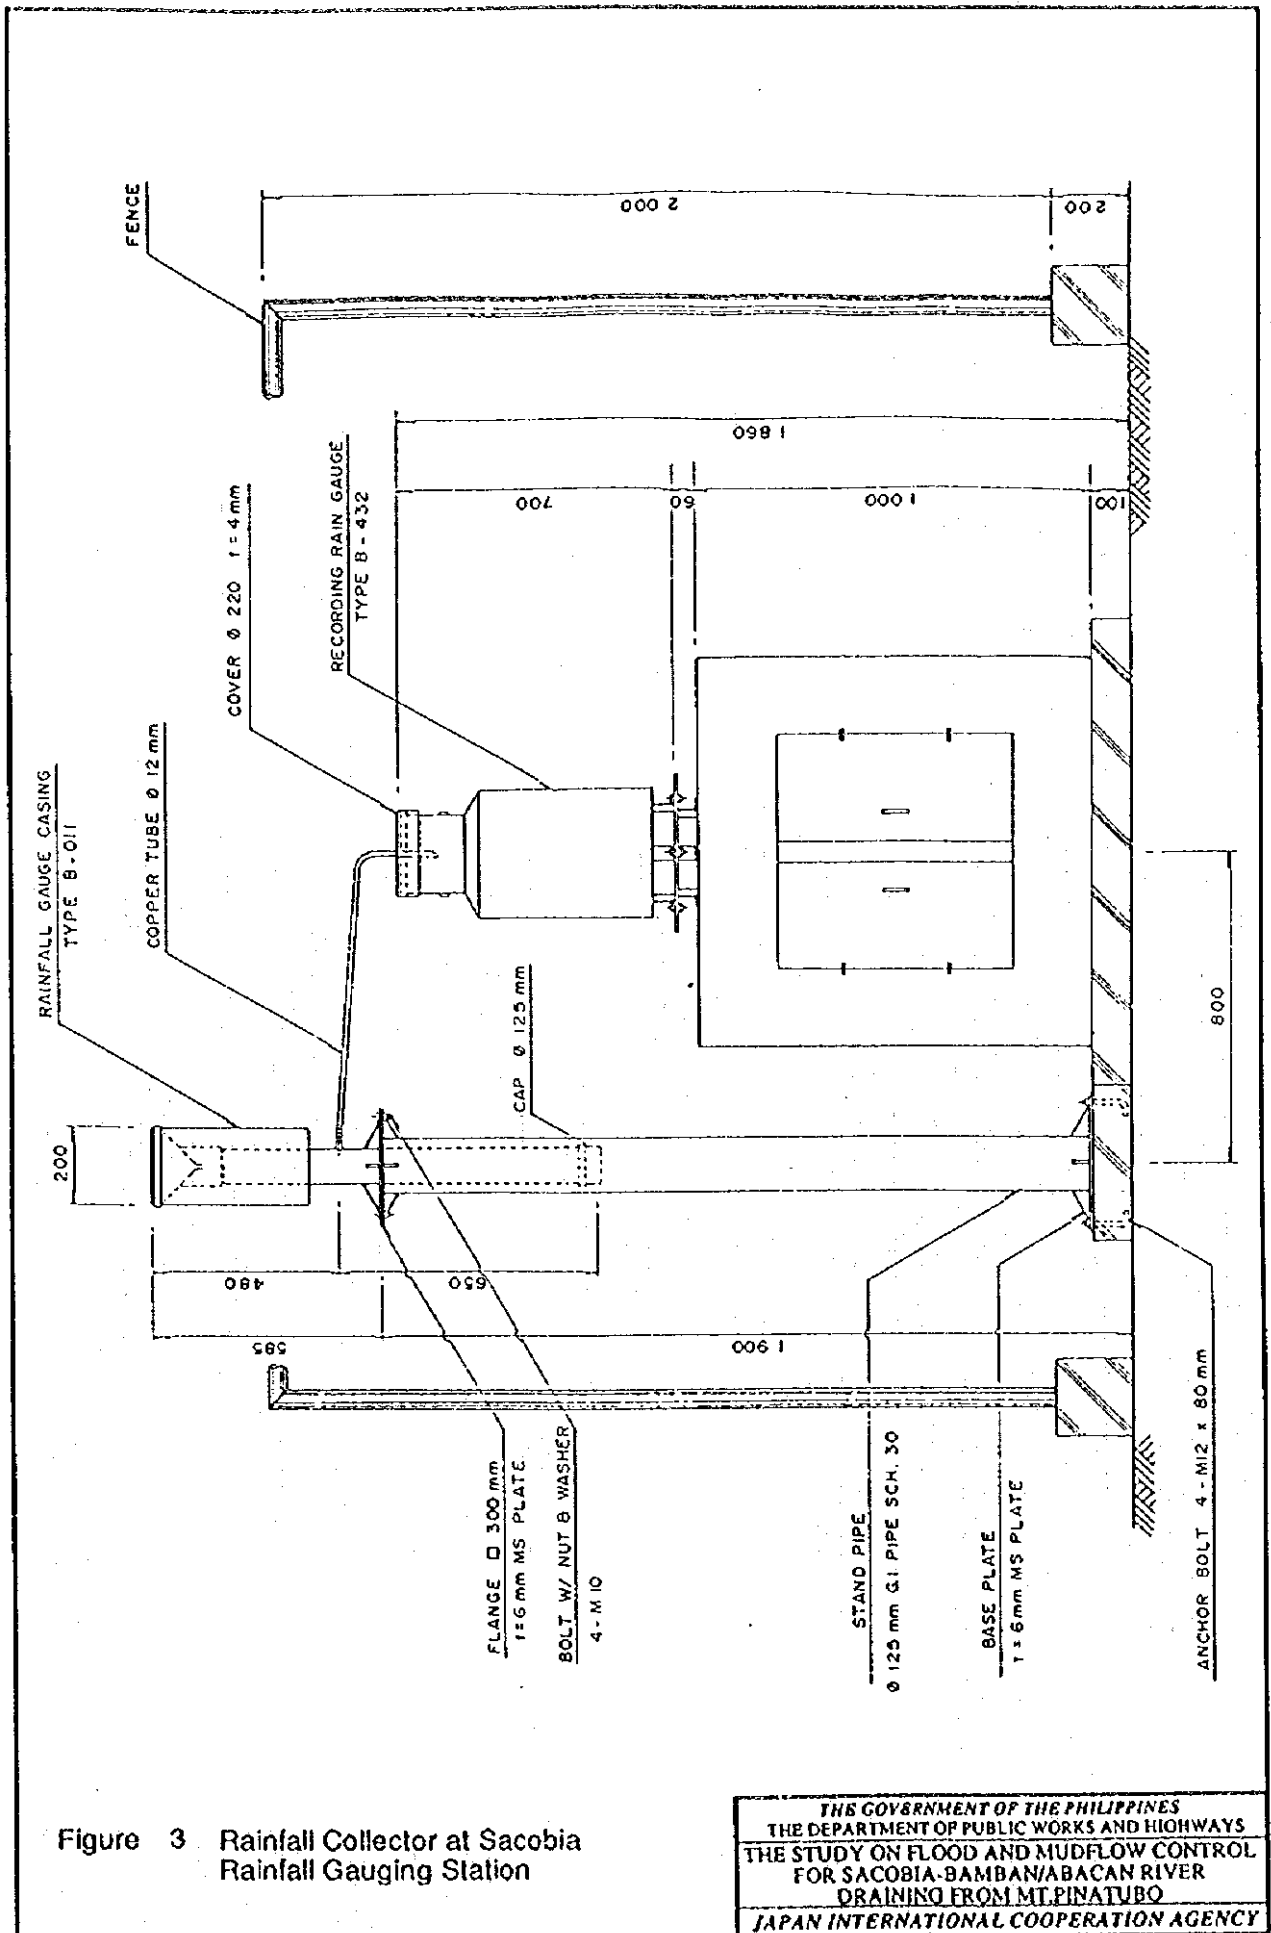 FENCE
2 000
200
RECORDING RAIN GAUGE
TYPE B - 432
COVER Ø 220 t = 4 mm
1 860
700
60
1 000
100
RAINFALL GAUGE CASING
TYPE B - 011
COPPER TUBE Ø 12 mm
CAP Ø 125 mm
800
200
480
650
585
1 900
FLANGE □ 300 mm
t=6 mm MS PLATE
BOLT W/ NUT & WASHER
4 - M 10
STAND PIPE
Ø 125 mm G.I. PIPE SCH. 30
BASE PLATE
T = 6 mm MS PLATE
ANCHOR BOLT 4 - M12 x 80 mm
Figure 3 Rainfall Collector at Sacobia
Rainfall Gauging Station
THE GOVERNMENT OF THE PHILIPPINES
THE DEPARTMENT OF PUBLIC WORKS AND HIGHWAYS
THE STUDY ON FLOOD AND MUDFLOW CONTROL
FOR SACOBIA-BAMBAN/ABACAN RIVER
DRAINING FROM MT.PINATUBO
JAPAN INTERNATIONAL COOPERATION AGENCY